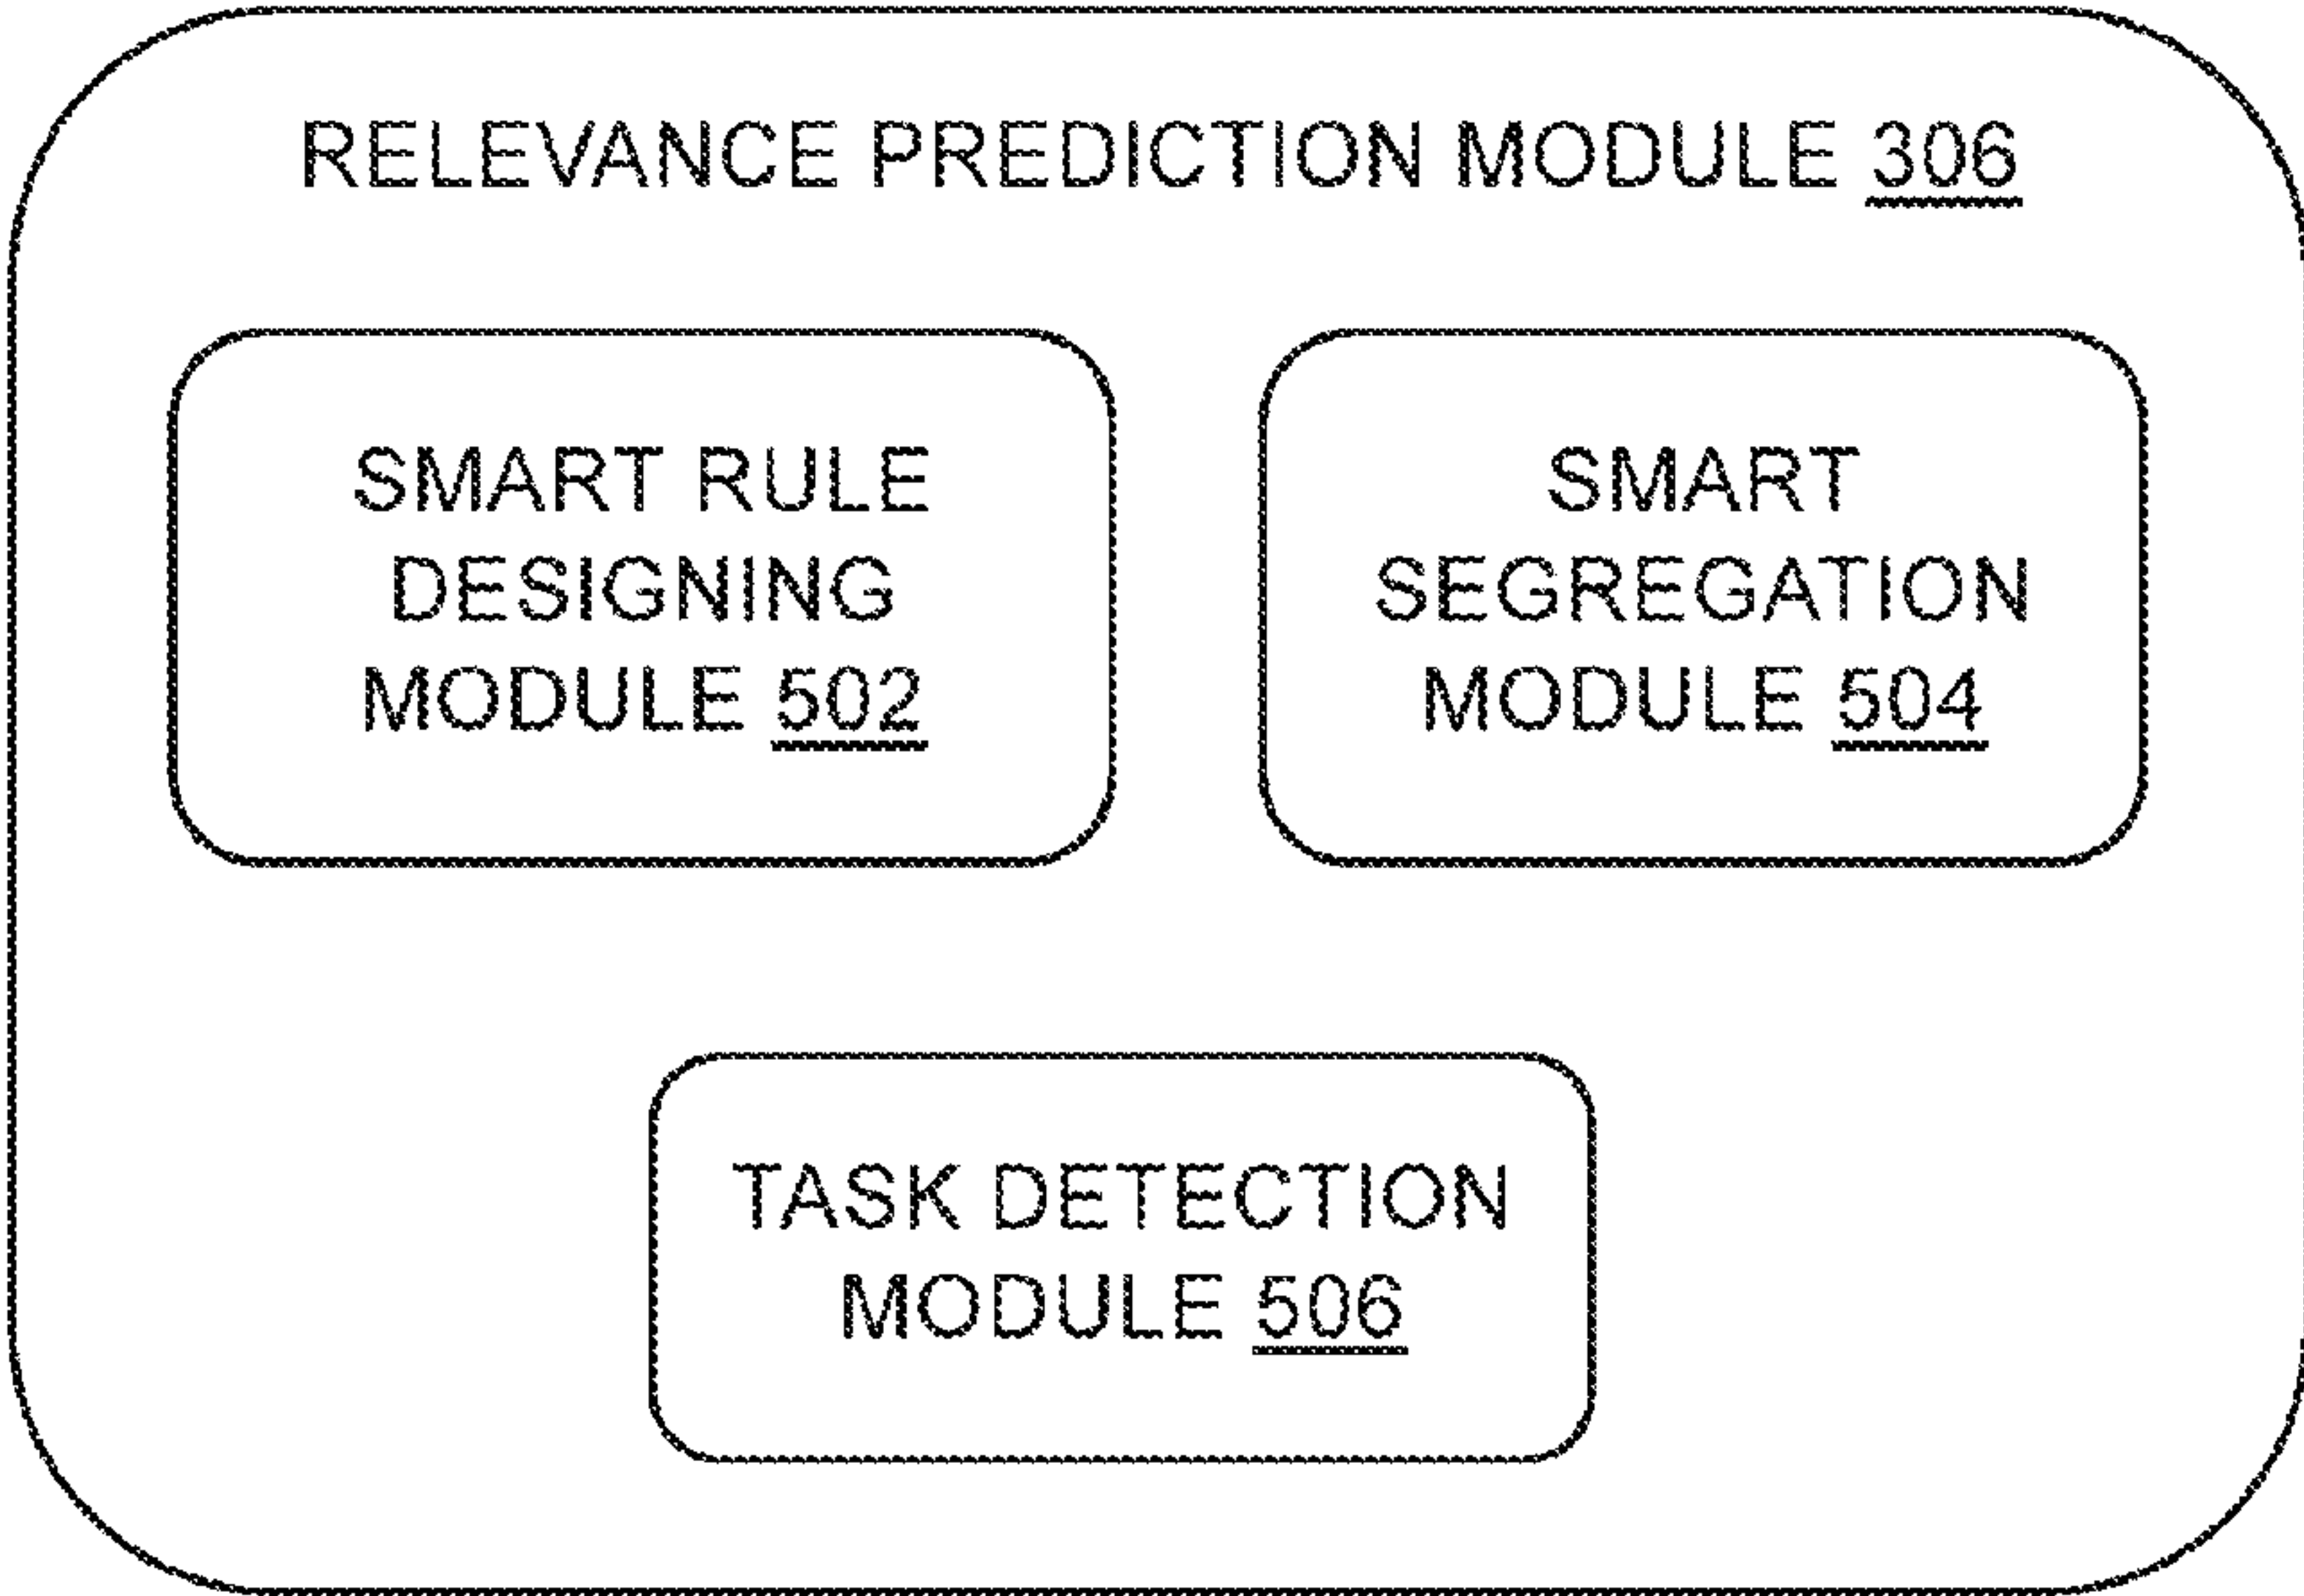 RELEVANCE PREDICTION MODULE 306
SMART RULE
DESIGNING
MODULE 502
SMART
SEGREGATION
MODULE 504
TASK DETECTION
MODULE 506